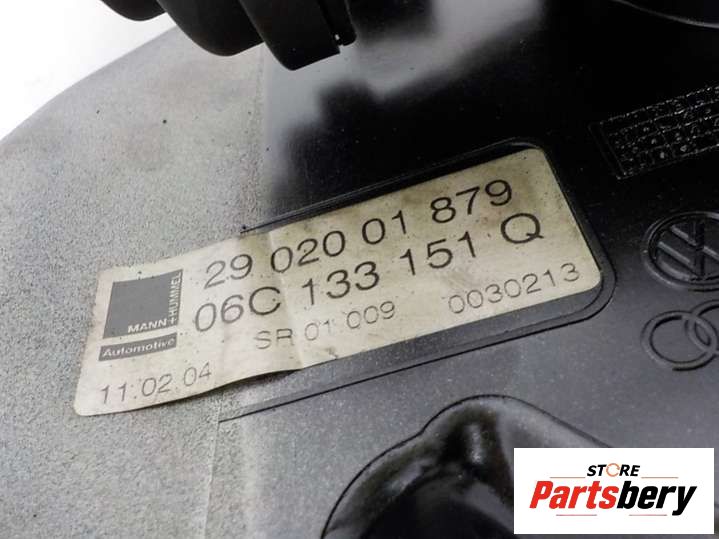 29 020 01 879
06C 133 151 Q
MANN+HUMMEL
SR 01 009 0030213
Automotive
11.02.04
STORE
Partsbery